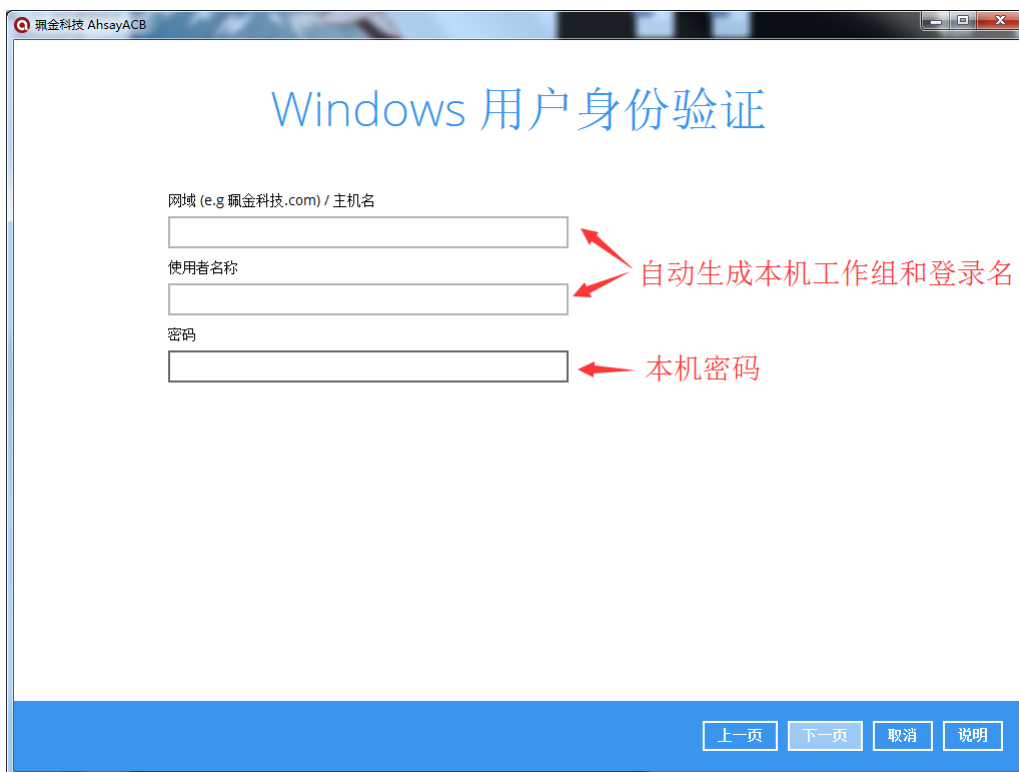 珮金科技 AhsayACB
Windows 用户身份验证
网域 (e.g 珮金科技.com) / 主机名
使用者名称
自动生成本机工作组和登录名
密码
本机密码
上一页 下一页 取消 说明